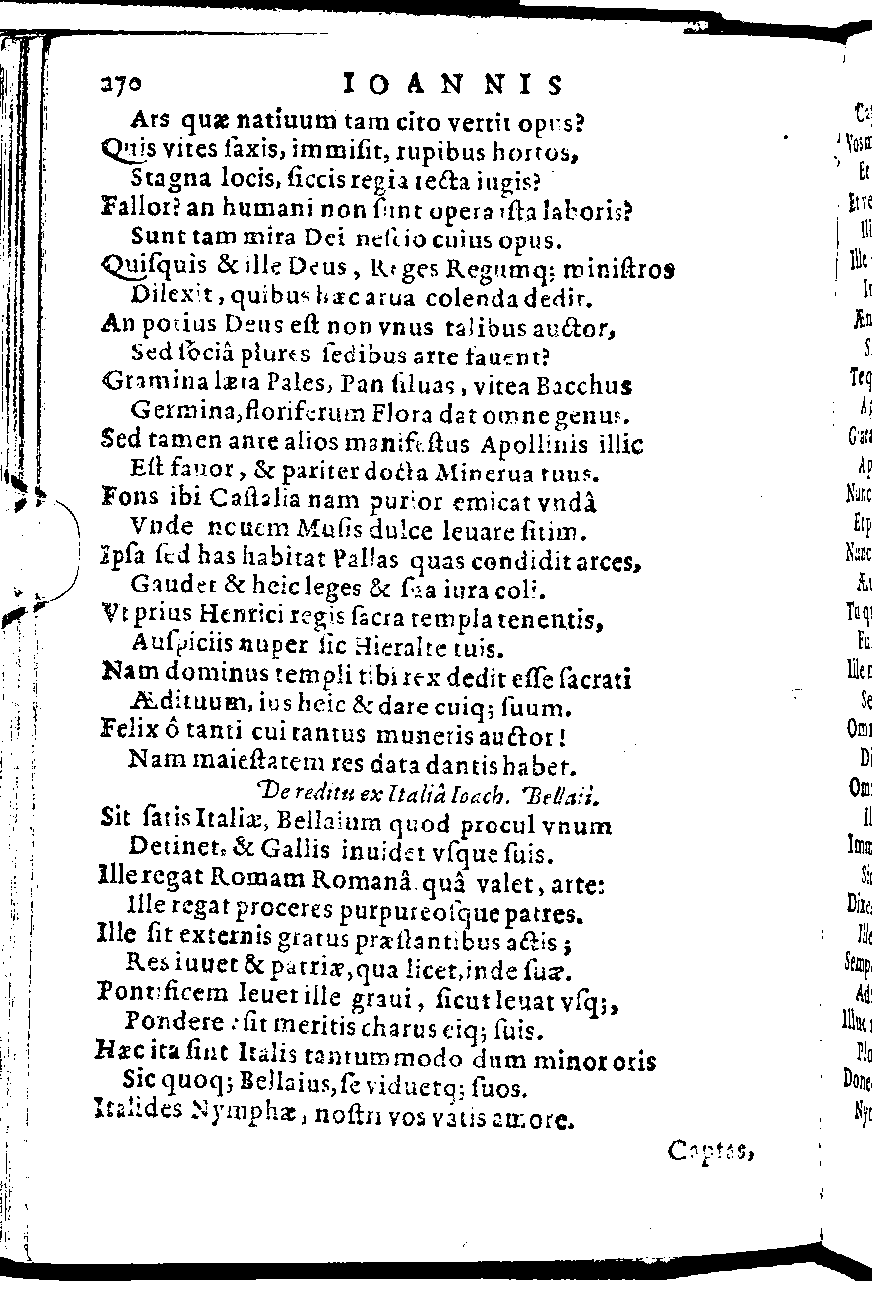 270 IOANNIS
Ars quæ natiuum tam cito vertit opus?
Quis vites ſaxis, immiſit, rupibus hortos,
Stagna locis, ſiccis regia tecta iugis?
Fallor? an humani non ſunt opera iſta laboris?
Sunt tam mira Dei neſcio cuius opus.
Quiſquis & ille Deus, Reges Regumq; miniſtros
Dilexit, quibus hæc arua colenda dedit.
An potius Deus eſt non vnus talibus auctor,
Sed ſociâ plures ſedibus arte fauent?
Gramina læta Pales, Pan ſiluas, vitea Bacchus
Germina, floriferum Flora dat omne genus.
Sed tamen ante alios manifeſtus Apollinis illic
Eſt fauor, & pariter docta Minerua tuus.
Fons ibi Caſtalia nam purior emicat vndâ
Vnde nouem Muſis dulce leuare ſitim.
Ipſa ſed has habitat Pallas quas condidit arces,
Gaudet & heic leges & ſua iura coli.
Vt prius Henrici regis ſacra templa tenentis,
Auſpiciis nuper ſic Hieralte tuis.
Nam dominus templi tibi rex dedit eſſe ſacrati
Ædituum, ius heic & dare cuiq; ſuum.
Felix ô tanti cui tantus muneris auctor!
Nam maieſtatem res data dantis habet.
De reditu ex Italiâ Ioach. Bellaii.
Sit ſatis Italiæ, Bellaium quod procul vnum
Detinet, & Gallis inuidet vſque ſuis.
Ille regat Romam Romanâ quâ valet, arte:
Ille regat proceres purpureoſque patres.
Ille ſit externis gratus præſtantibus actis;
Res iuuet & patriæ, qua licet, inde ſuæ.
Pontificem leuet ille graui, ſicut leuat vſq;,
Pondere: ſit meritis charus eiq; ſuis.
Hæc ita ſint Italis tantummodo dum minor oris
Sic quoq; Bellaius, ſe viduetq; ſuos.
Italides Nymphæ, noſtri vos vatis amore.
Captas,